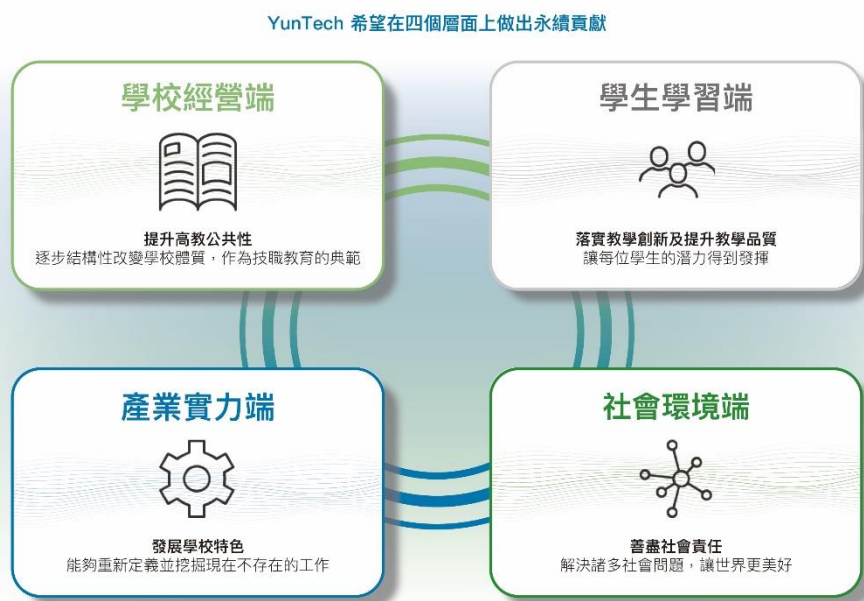 YunTech 希望在四個層面上做出永續貢獻
學校經營端
提升高教公共性
逐步結構性改變學校體質，作為技職教育的典範
學生學習端
落實教學創新及提升教學品質
讓每位學生的潛力得到發揮
產業實力端
發展學校特色
能夠重新定義並挖掘現在不存在的工作
社會環境端
善盡社會責任
解決諸多社會問題，讓世界更美好